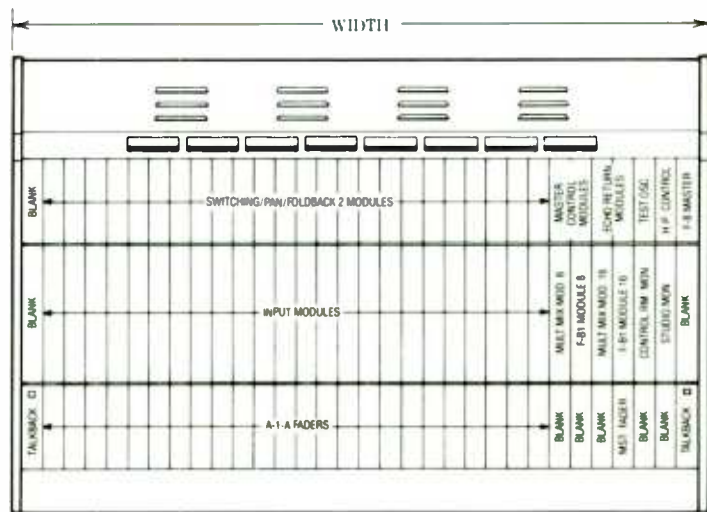 WIDTH
BLANK
SWITCHING/PAN/FOLDBACK 2 MODULES
MASTER
CONTROL
MODULES
ECHO RETURN
MODULES
TEST OSC
H.P. CONTROL
F-B MASTER
BLANK
INPUT MODULES
MULT MIX MOD 8
F-B1 MODULE 8
MULT MIX MOD. 16
F-B1 MODULE 16
CONTROL RM. MON
STUDIO MON
BLANK
TALKBACK
A-1-A FADERS
BLANK
BLANK
BLANK
MST FADER
BLANK
BLANK
TALKBACK